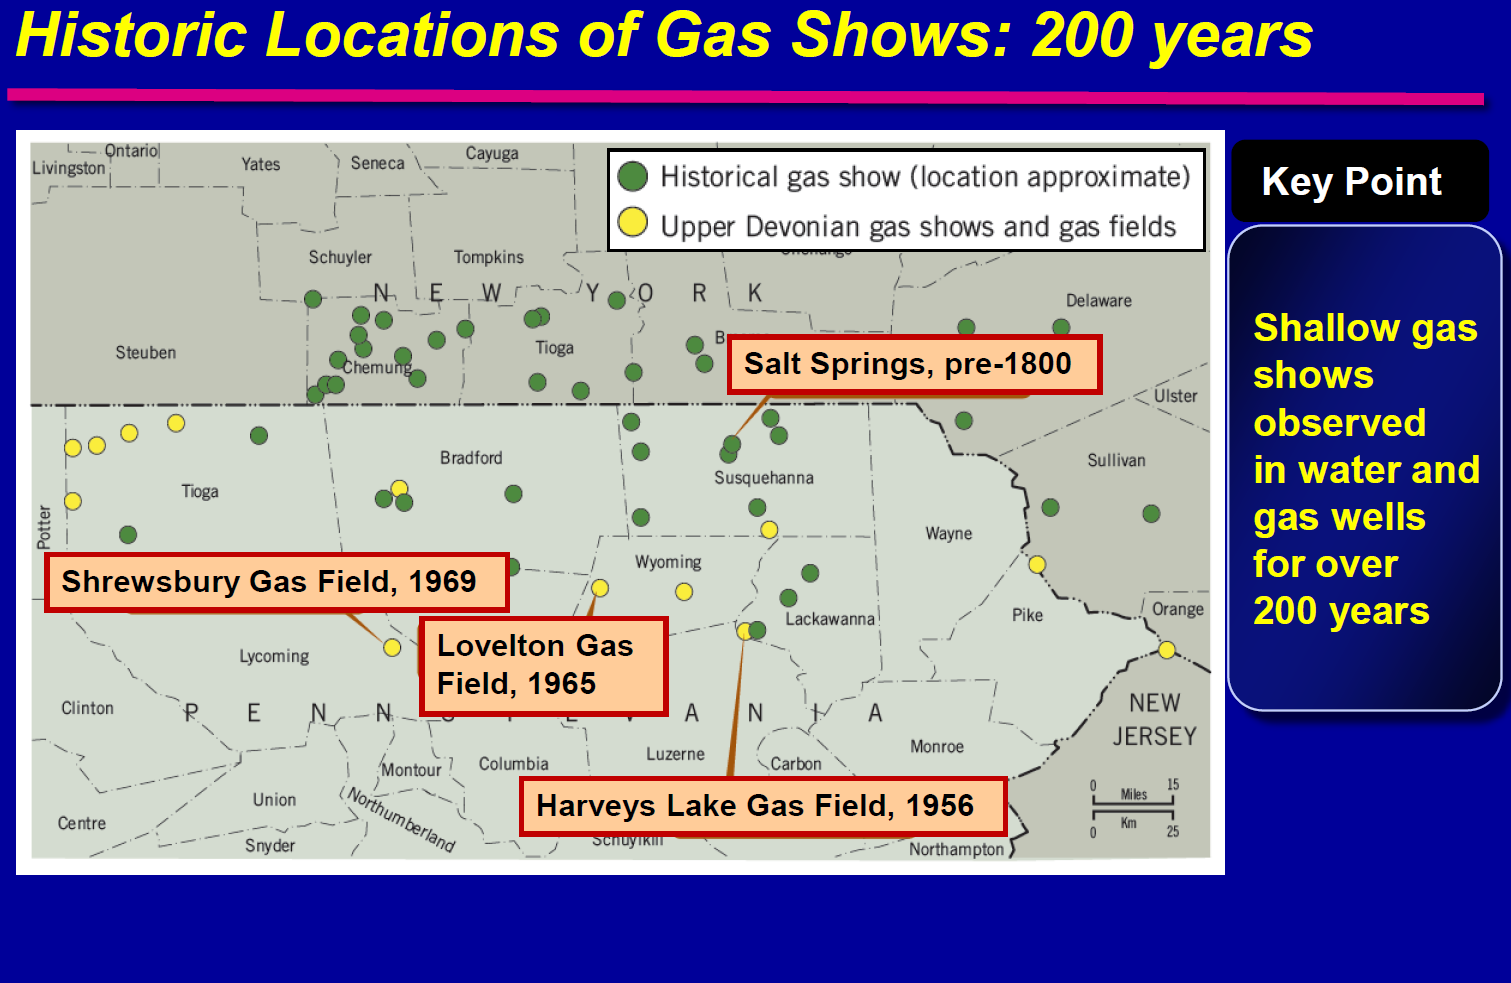 Historic Locations of Gas Shows: 200 years
Ontario
Livingston
Yates
Seneca
Cayuga
Historical gas show (location approximate)
Upper Devonian gas shows and gas fields
Key Point
Schuyler
Tompkins
NEW YORK
Delaware
Steuben
Chemung
Tioga
Salt Springs, pre-1800
Ulster
Shallow gas
shows
observed
in water and
gas wells
for over
200 years
Bradford
Sullivan
Tioga
Susquehanna
Potter
Wayne
Wyoming
Shrewsbury Gas Field, 1969
Lackawanna
Pike
Orange
Lovelton Gas
Field, 1965
Lycoming
Clinton
PENNSYLVANIA
NEW
JERSEY
Luzerne
Monroe
Montour
Columbia
Carbon
Union
Northumberland
Harveys Lake Gas Field, 1956
0 15
Miles
Km
0 25
Centre
Snyder
Schuylkill
Northampton